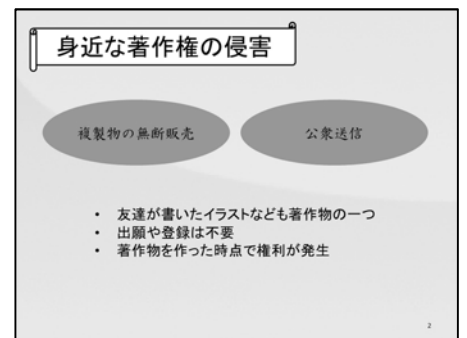 身近な著作権の侵害
複製物の無断販売
公衆送信
• 友達が書いたイラストなども著作物の一つ
• 出願や登録は不要
• 著作物を作った時点で権利が発生
2